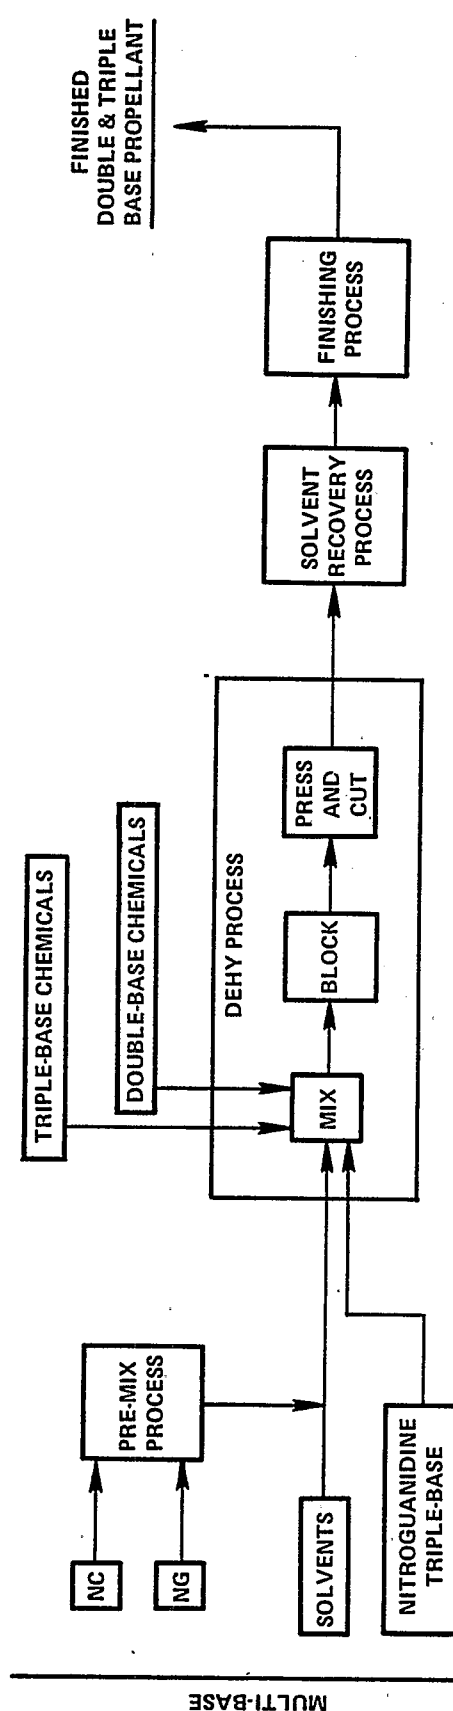 MULTI-BASE
NC
NG
PRE-MIX
PROCESS
SOLVENTS
NITROGUANIDINE
TRIPLE-BASE
TRIPLE-BASE CHEMICALS
DOUBLE-BASE CHEMICALS
DEHY PROCESS
MIX
BLOCK
PRESS
AND
CUT
SOLVENT
RECOVERY
PROCESS
FINISHING
PROCESS
FINISHED
DOUBLE & TRIPLE
BASE PROPELLANT